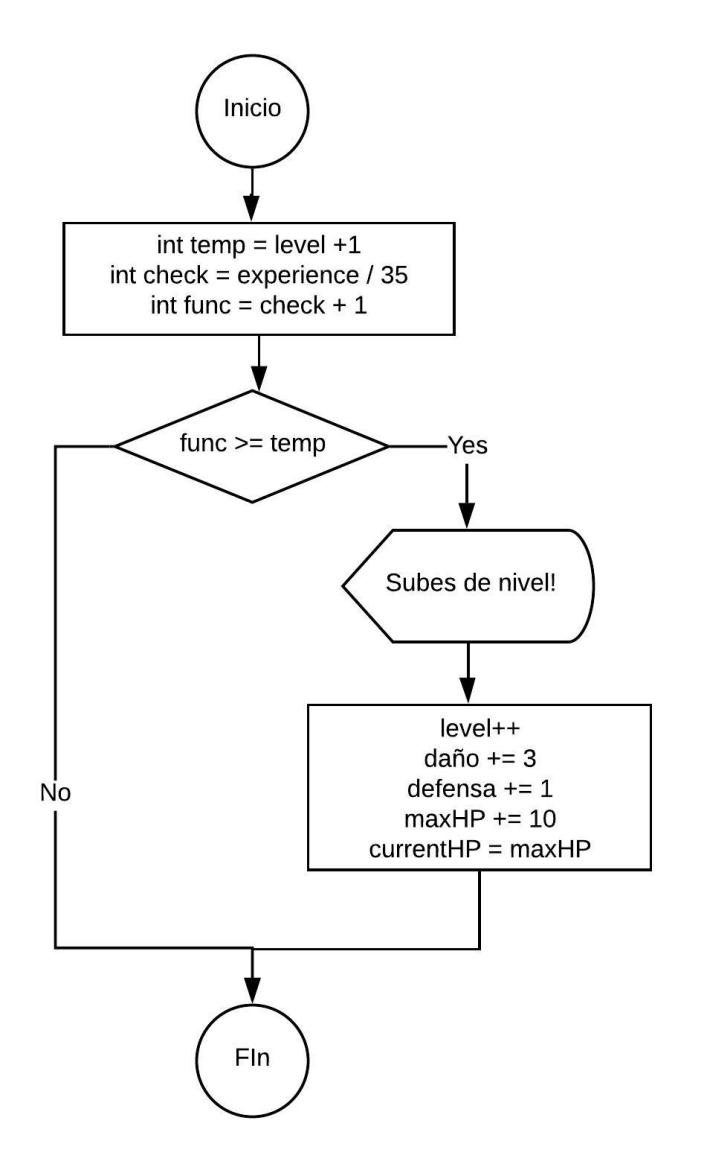 Inicio
int temp = level +1
int check = experience / 35
int func = check + 1
func >= temp
Yes
Subes de nivel!
level++
daño += 3
defensa += 1
maxHP += 10
currentHP = maxHP
No
FIn